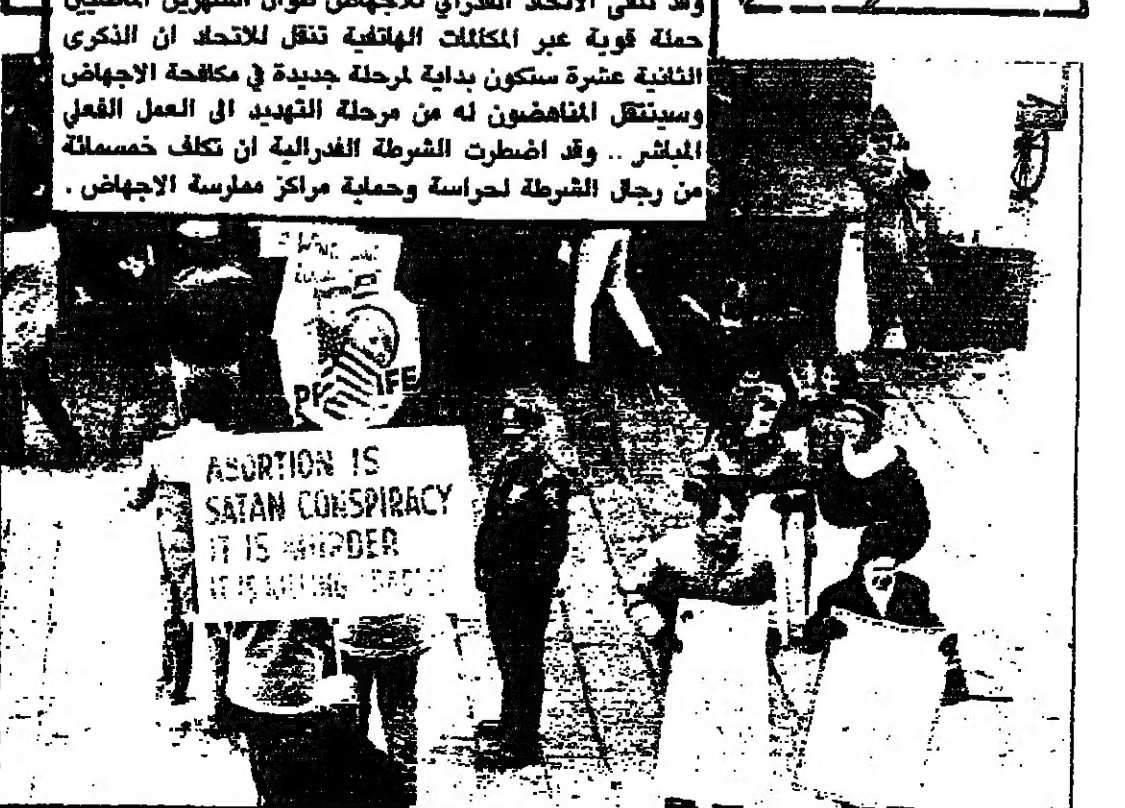 وقد تلقى الاتحاد الفدرالي للاجهاض طوال الشهرين الماضيين
حملة قوية عبر المكالمات الهاتفية تنقل للاتحاد ان الذكرى
الثانية عشرة ستكون بداية لمرحلة جديدة في مكافحة الاجهاض
وسينتقل المناهضون له من مرحلة التهديد الى العمل الفعلي
المباشر .. وقد اضطرت الشرطة الفدرالية ان تكلف خمسمائة
من رجال الشرطة لحراسة وحماية مراكز ممارسة الاجهاض .
ABORTION IS
SATAN CONSPIRACY
IT IS MURDER
IT IS KILLING